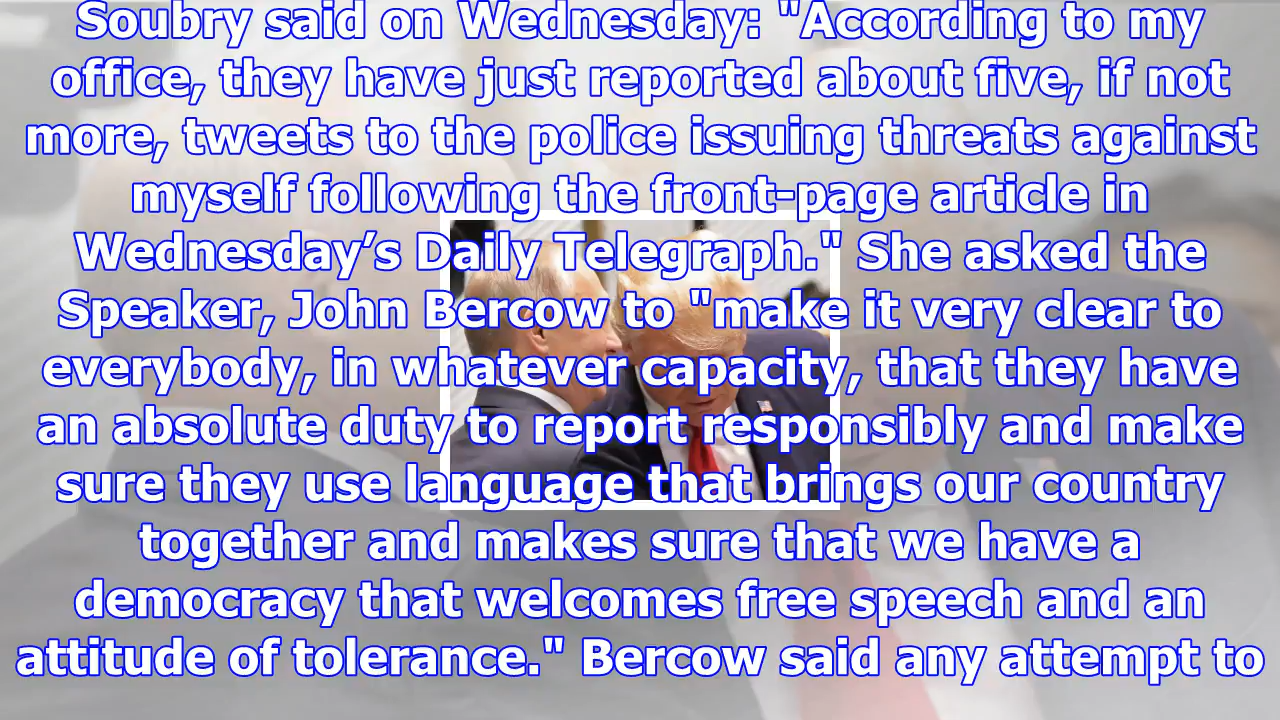 Soubry said on Wednesday: "According to my
office, they have just reported about five, if not
more, tweets to the police issuing threats against
myself following the front-page article in
Wednesday’s Daily Telegraph." She asked the
Speaker, John Bercow to "make it very clear to
everybody, in whatever capacity, that they have
an absolute duty to report responsibly and make
sure they use language that brings our country
together and makes sure that we have a
democracy that welcomes free speech and an
attitude of tolerance." Bercow said any attempt to